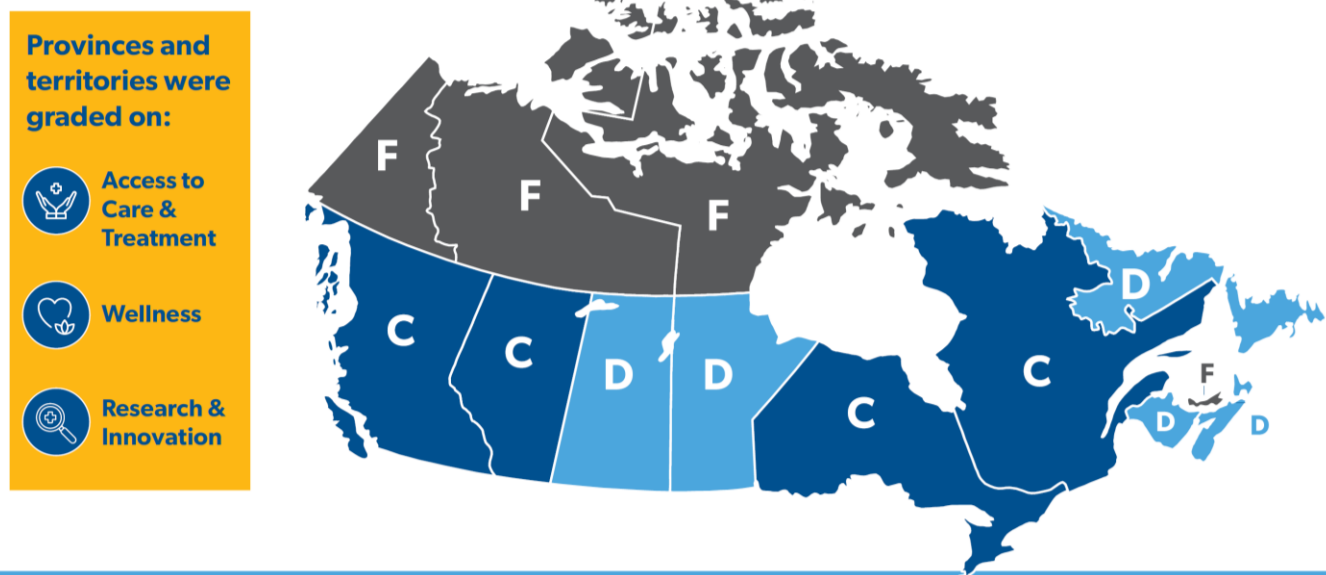 Provinces and
territories were
graded on:
Access to
Care &
Treatment
Wellness
Research &
Innovation
F
F
F
C
C
D
D
C
C
D
F
D
D